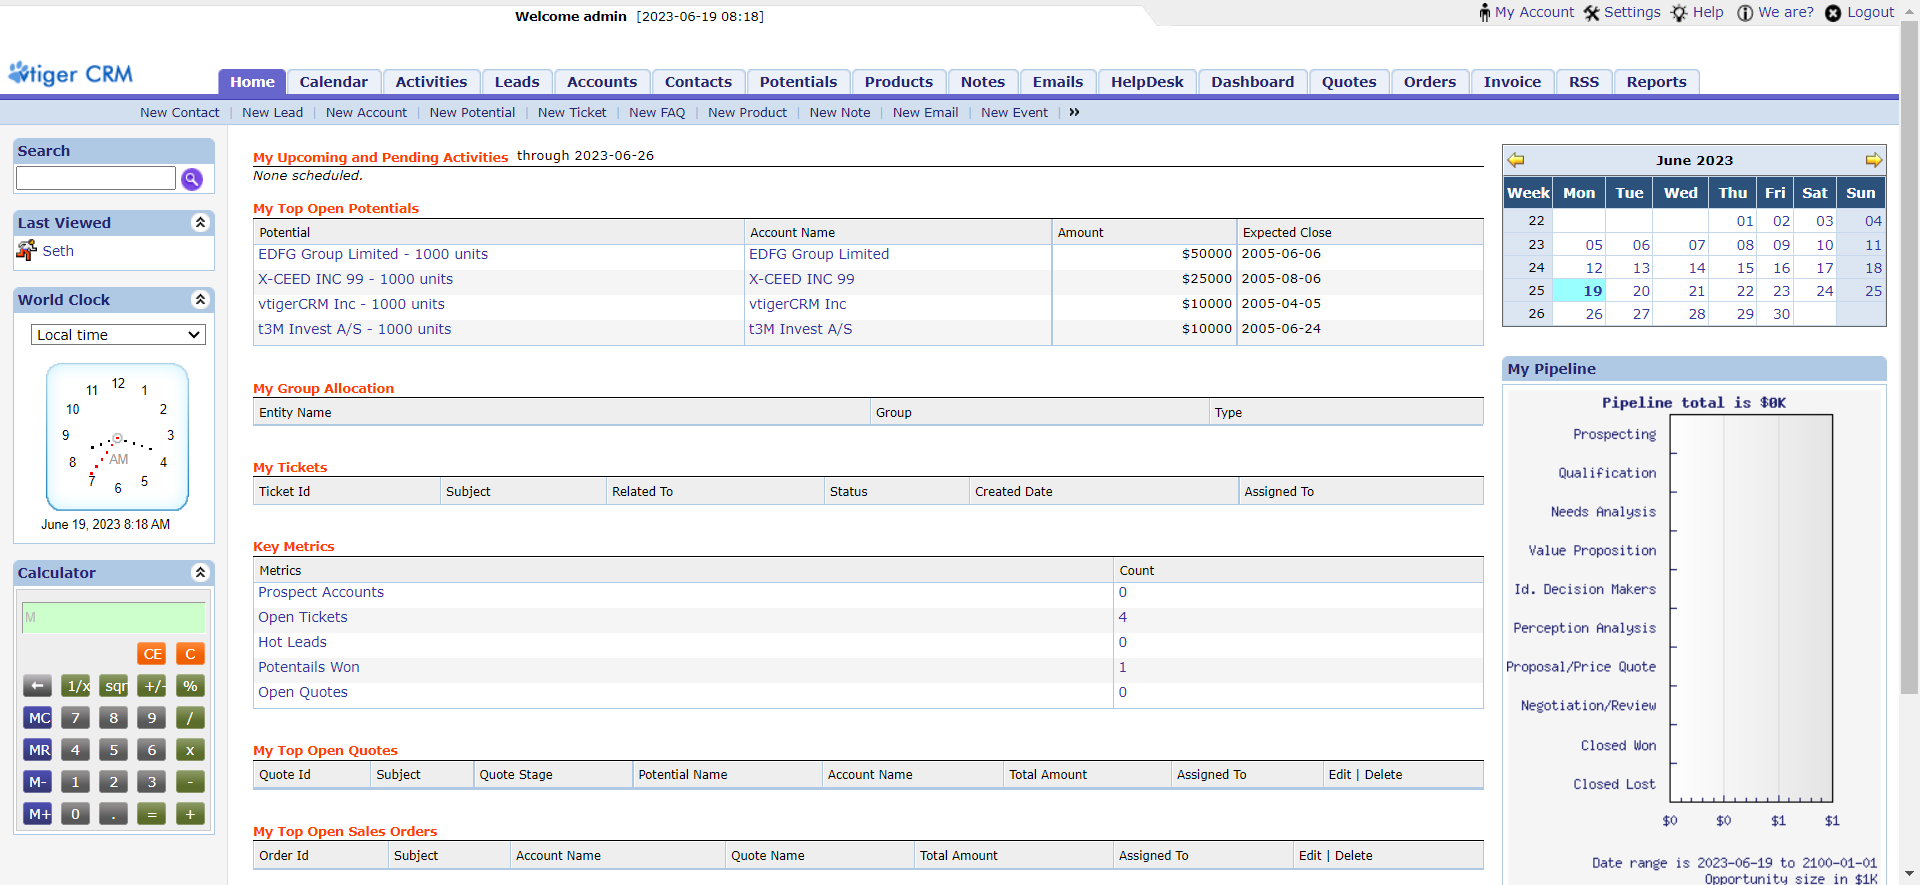 Welcome admin [2023-06-19 08:18]
My Account Settings Help We are? Logout
vtiger CRM
Home Calendar Activities Leads Accounts Contacts Potentials Products Notes Emails HelpDesk Dashboard Quotes Orders Invoice RSS Reports
New Contact | New Lead | New Account | New Potential | New Ticket | New FAQ | New Product | New Note | New Email | New Event | »
Search
Last Viewed
Seth
World Clock
Local time
12
11 1
10 2
9 3
8 4
7 5
6
AM
June 19, 2023 8:18 AM
Calculator
M
CE C
← 1/x sqr +/- %
MC 7 8 9 /
MR 4 5 6 x
M- 1 2 3 -
M+ 0 . = +
My Upcoming and Pending Activities through 2023-06-26
None scheduled.
My Top Open Potentials
Potential Account Name Amount Expected Close
EDFG Group Limited - 1000 units EDFG Group Limited $50000 2005-06-06
X-CEED INC 99 - 1000 units X-CEED INC 99 $25000 2005-08-06
vtigerCRM Inc - 1000 units vtigerCRM Inc $10000 2005-04-05
t3M Invest A/S - 1000 units t3M Invest A/S $10000 2005-06-24
My Group Allocation
Entity Name Group Type
My Tickets
Ticket Id Subject Related To Status Created Date Assigned To
Key Metrics
Metrics Count
Prospect Accounts 0
Open Tickets 4
Hot Leads 0
Potentails Won 1
Open Quotes 0
My Top Open Quotes
Quote Id Subject Quote Stage Potential Name Account Name Total Amount Assigned To Edit | Delete
My Top Open Sales Orders
Order Id Subject Account Name Quote Name Total Amount Assigned To Edit | Delete
June 2023
Week Mon Tue Wed Thu Fri Sat Sun
22 01 02 03 04
23 05 06 07 08 09 10 11
24 12 13 14 15 16 17 18
25 19 20 21 22 23 24 25
26 26 27 28 29 30
My Pipeline
Pipeline total is $0K
Prospecting
Qualification
Needs Analysis
Value Proposition
Id. Decision Makers
Perception Analysis
Proposal/Price Quote
Negotiation/Review
Closed Won
Closed Lost
$0 $0 $1 $1
Date range is 2023-06-19 to 2100-01-01
Opportunity size in $1K